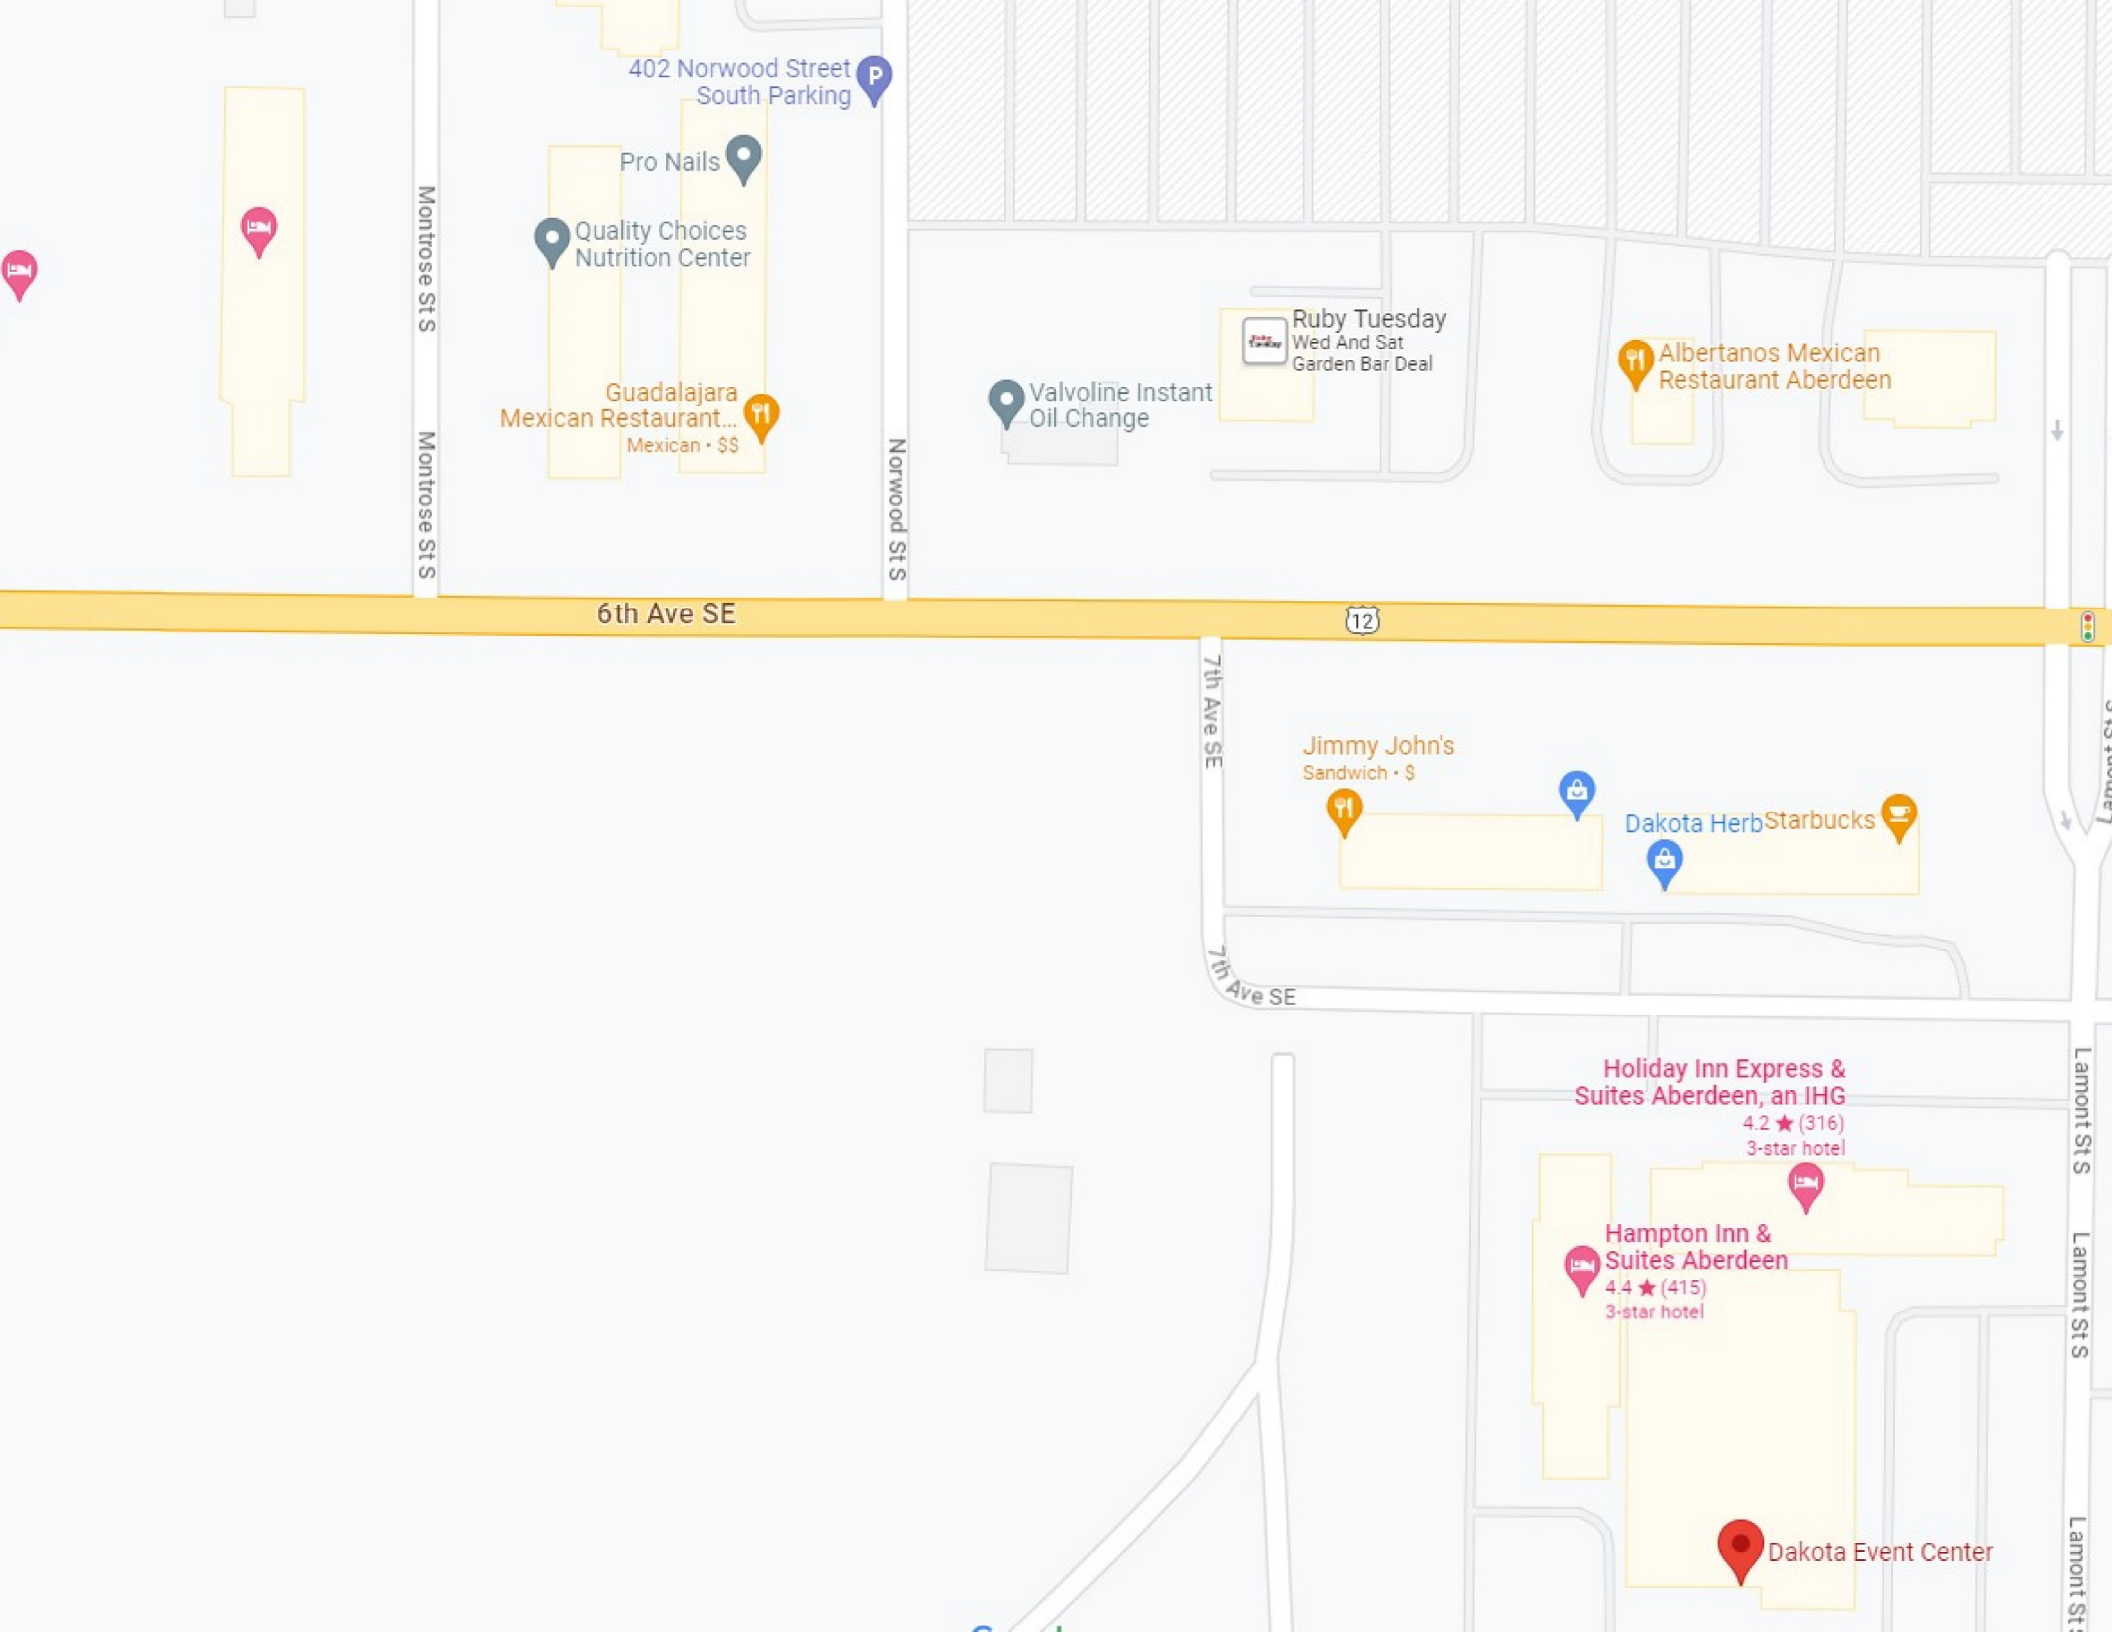 402 Norwood Street
South Parking
P
Pro Nails
Quality Choices
Nutrition Center
Montrose St S
Ruby Tuesday
Wed And Sat
Garden Bar Deal
Albertanos Mexican
Restaurant Aberdeen
Guadalajara
Mexican Restaurant...
Mexican • $$
Valvoline Instant
Oil Change
Montrose St S
Norwood St S
6th Ave SE
12
7th Ave SE
Jimmy John's
Sandwich • $
Dakota Herb
Starbucks
7th Ave SE
Holiday Inn Express &
Suites Aberdeen, an IHG
4.2 ★ (316)
3-star hotel
Lamont St S
Hampton Inn &
Suites Aberdeen
4.4 ★ (415)
3-star hotel
Lamont St S
Dakota Event Center
Lamont St S